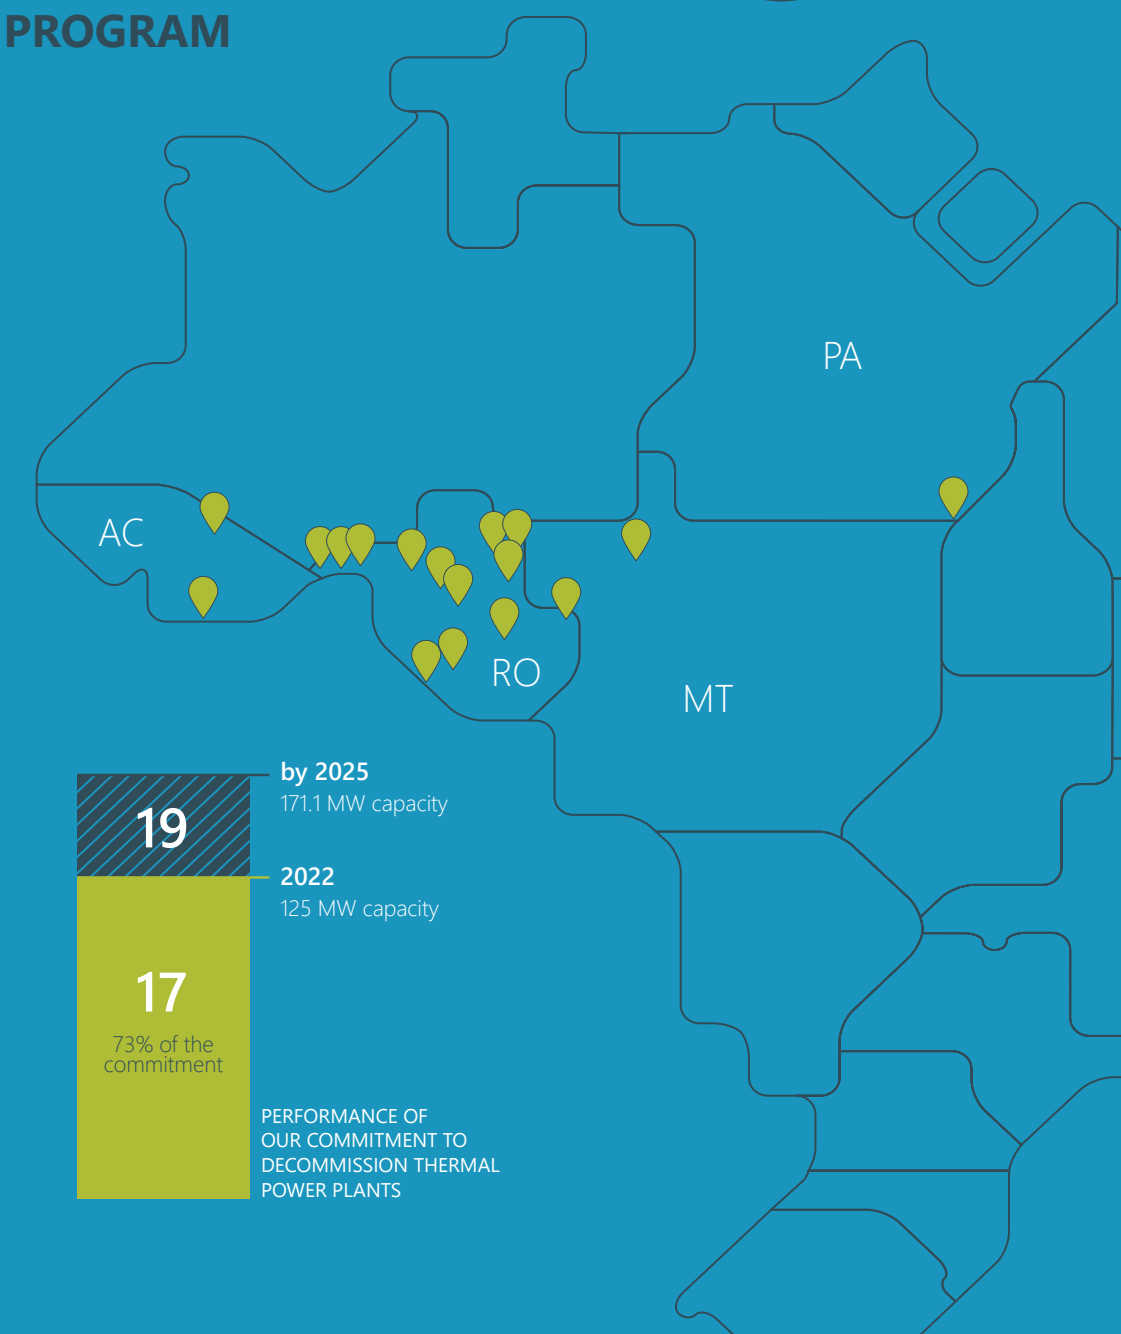 PROGRAM
PA
AC
RO
MT
by 2025
171.1 MW capacity
19
2022
125 MW capacity
17
73% of the
commitment
PERFORMANCE OF
OUR COMMITMENT TO
DECOMMISSION THERMAL
POWER PLANTS